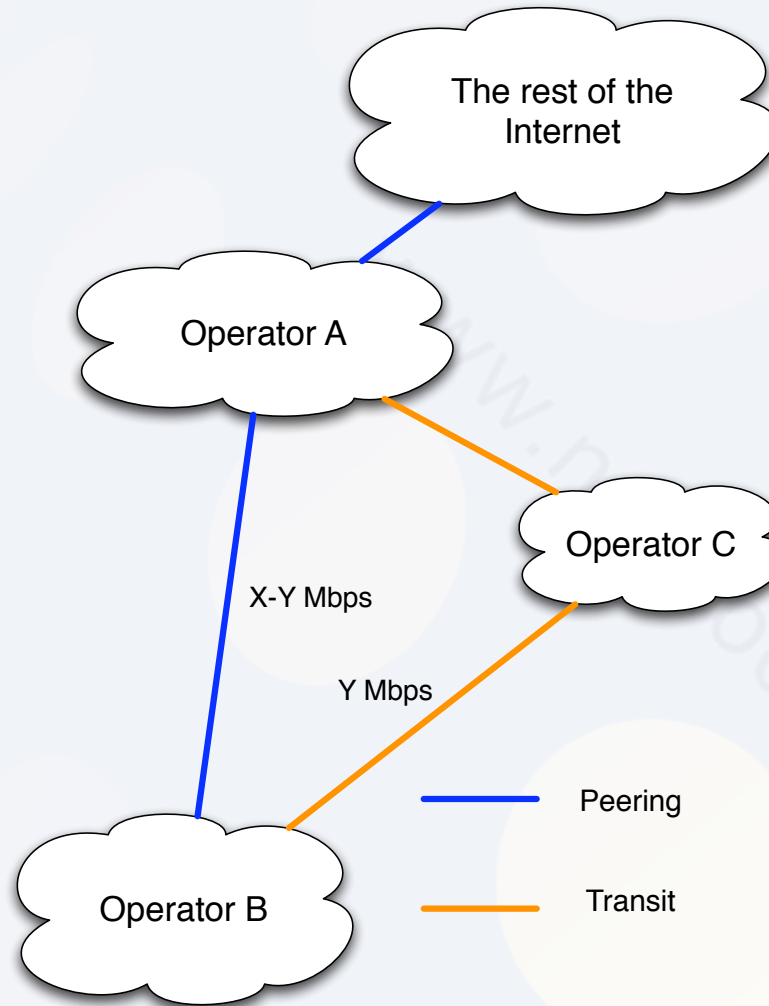 The rest of the
Internet
Operator A
Operator C
X-Y Mbps
Y Mbps
Peering
Transit
Operator B